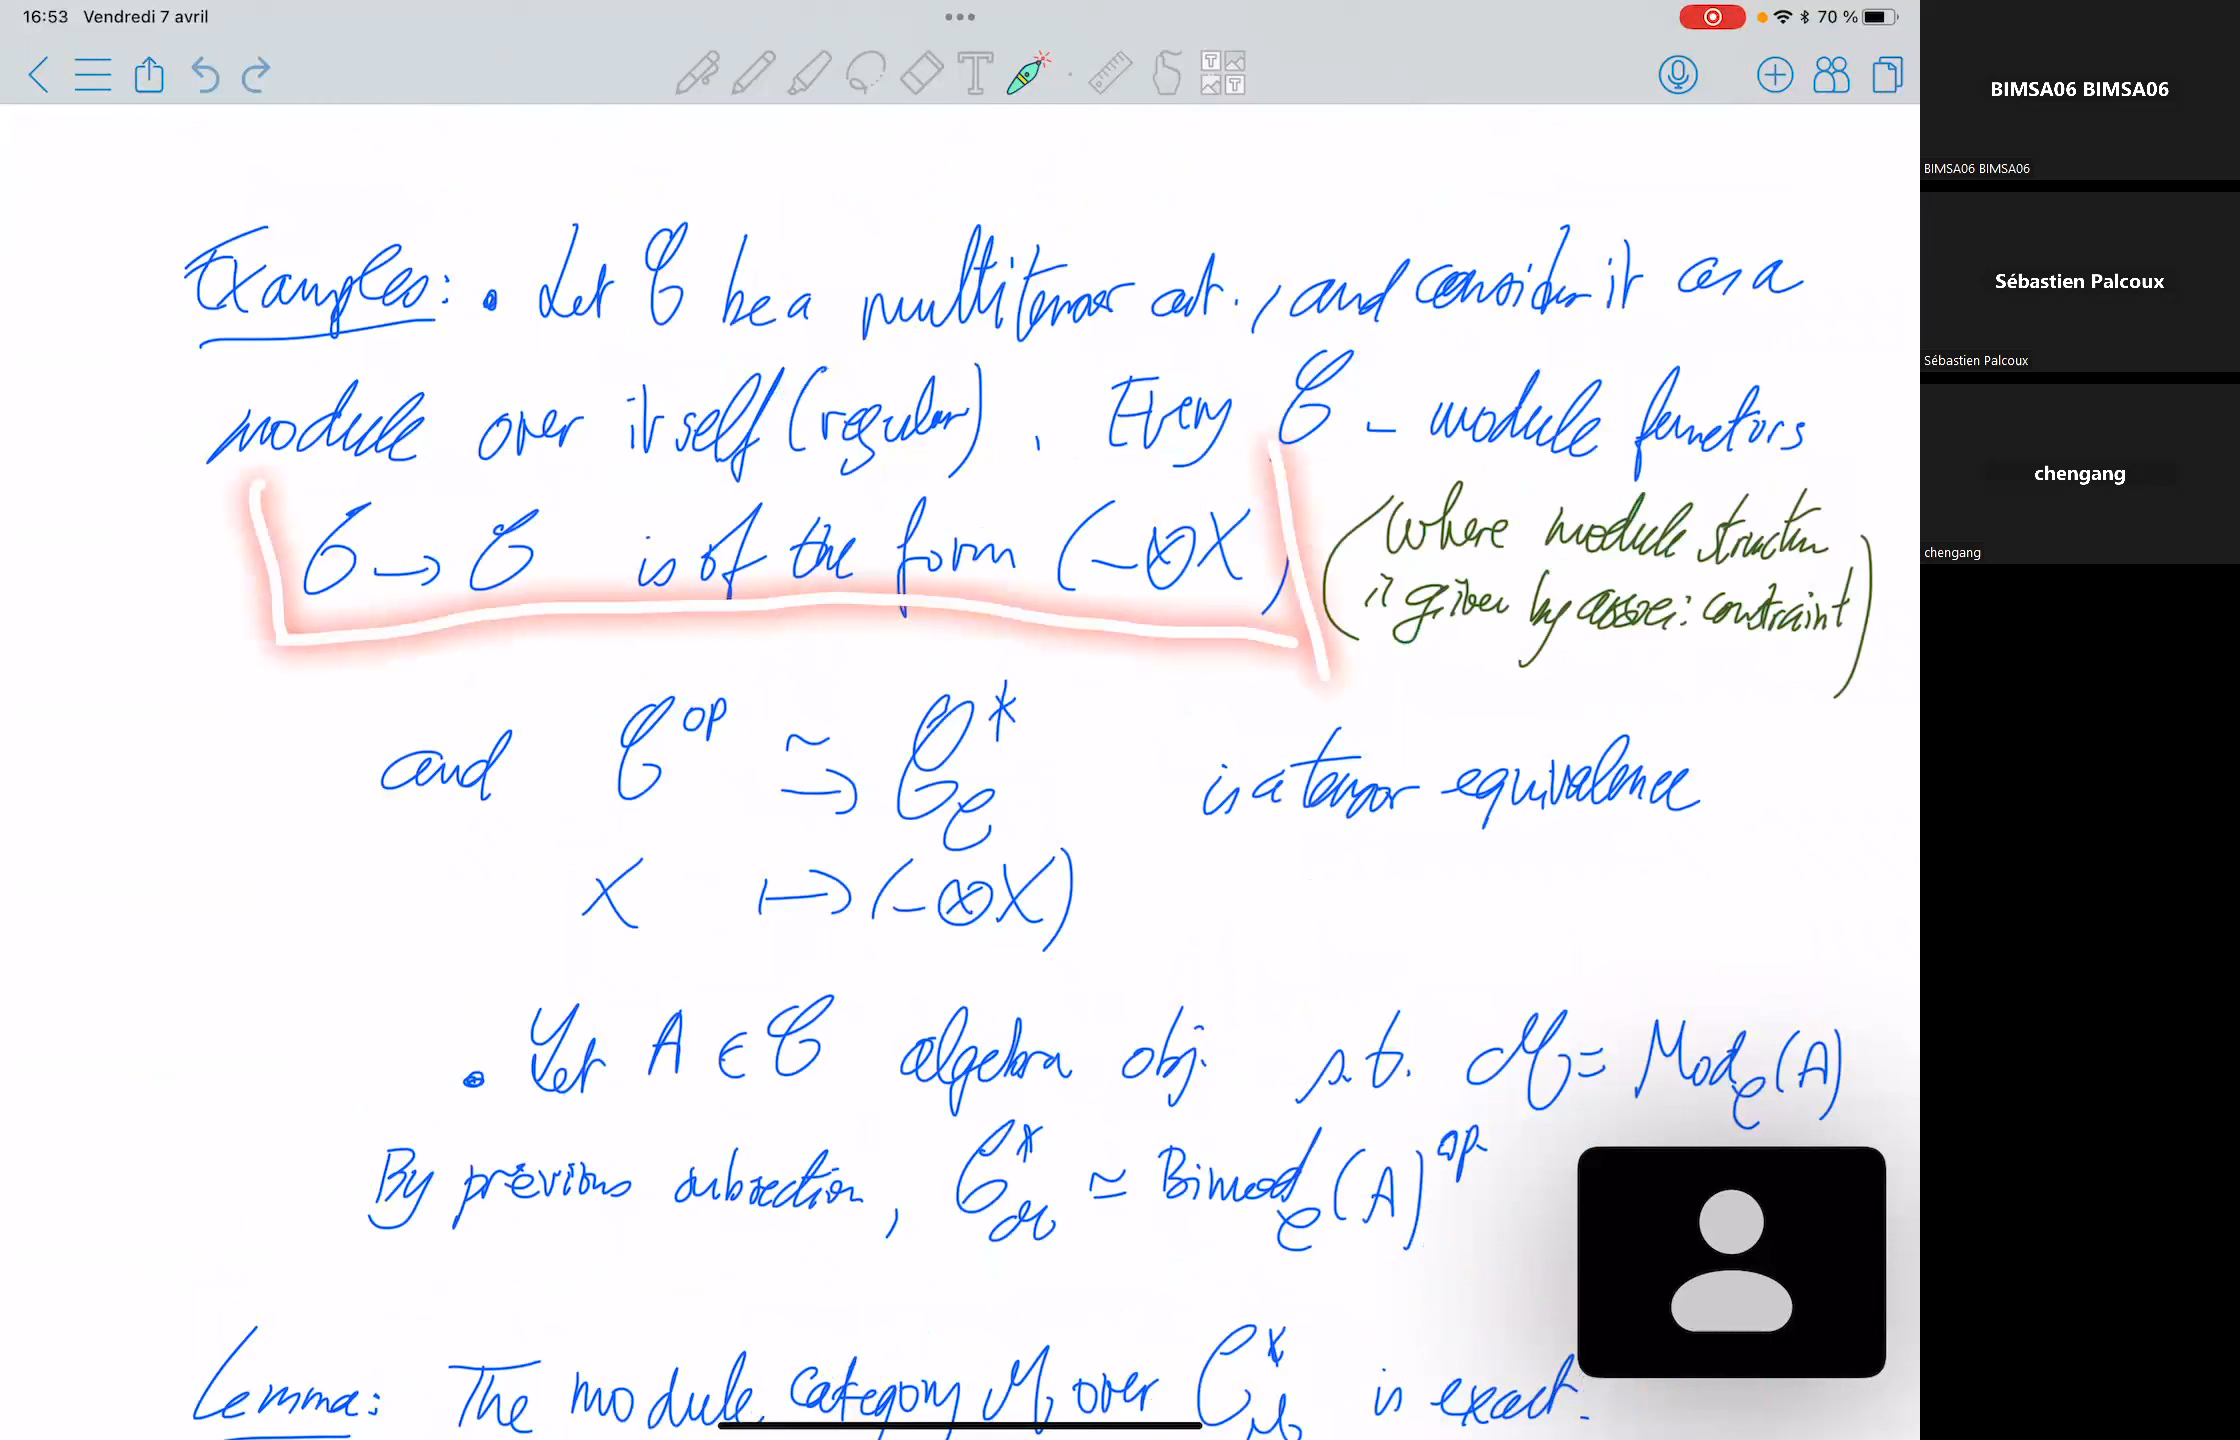 16:53 Vendredi 7 avril
70 %
Examples: • Let 𝒞 be a multitensor cat., and consider it as a
module over itself (regular). Every 𝒞-module functors
𝒞 → 𝒞 is of the form (-⊗X)
(where module structure
is given by assoc. constraint)
and 𝒞^op ≃→ 𝒞*_𝒞 is a tensor equivalence
X ↦ (-⊗X)
• Let A ∈ 𝒞 algebra obj. s.t. ℳ = Mod_𝒞(A)
By previous subsection, 𝒞*_ℳ ≃ Bimod_𝒞(A)^op.
Lemma: The module category ℳ over 𝒞*_ℳ is exact.
BIMSA06 BIMSA06
BIMSA06 BIMSA06
Sébastien Palcoux
Sébastien Palcoux
chengang
chengang